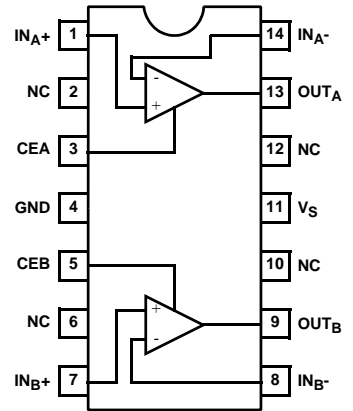 INA+ 1 14 INA-
NC 2 13 OUTA
CEA 3 12 NC
GND 4 11 VS
CEB 5 10 NC
NC 6 9 OUTB
INB+ 7 8 INB-
-
+
+
-